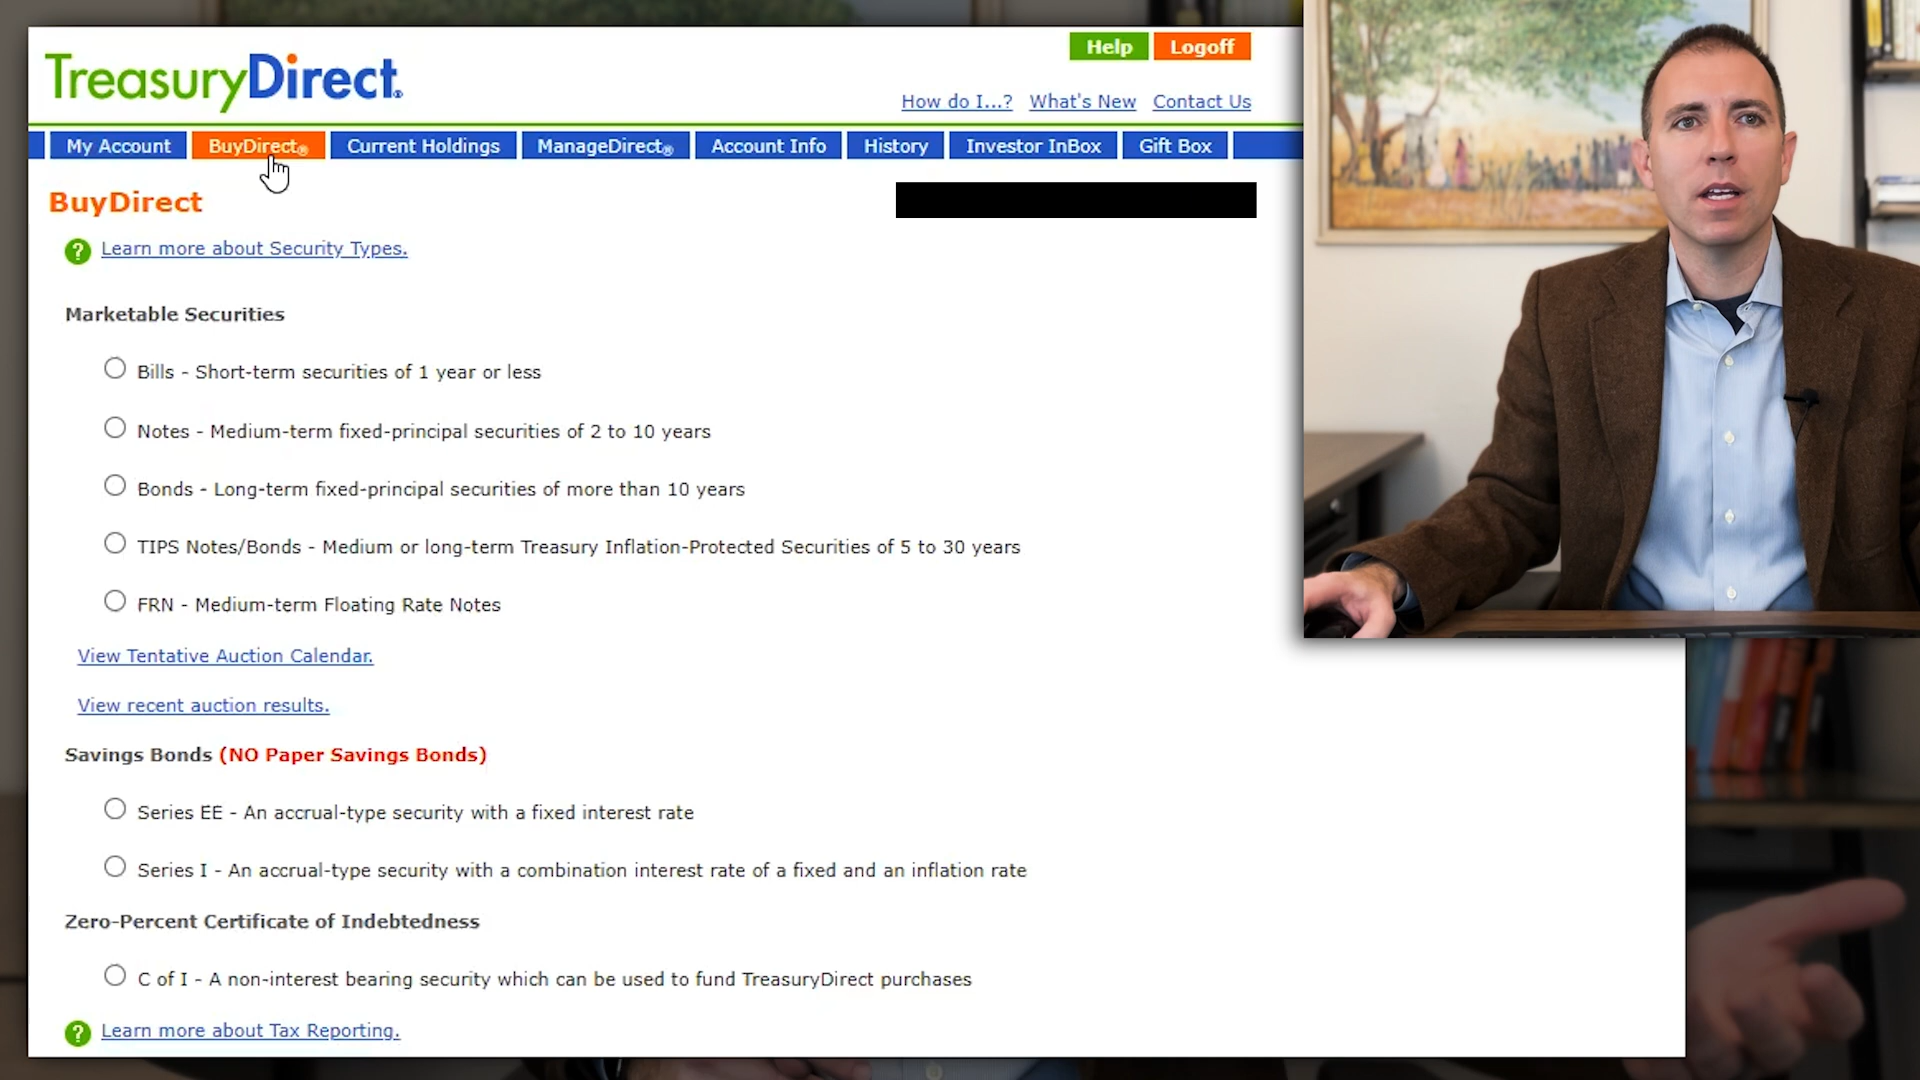 TreasuryDirect®
Help Logoff
How do I...? What's New Contact Us
My Account BuyDirect® Current Holdings ManageDirect® Account Info History Investor InBox Gift Box
BuyDirect
? Learn more about Security Types.
Marketable Securities
Bills - Short-term securities of 1 year or less
Notes - Medium-term fixed-principal securities of 2 to 10 years
Bonds - Long-term fixed-principal securities of more than 10 years
TIPS Notes/Bonds - Medium or long-term Treasury Inflation-Protected Securities of 5 to 30 years
FRN - Medium-term Floating Rate Notes
View Tentative Auction Calendar.
View recent auction results.
Savings Bonds (NO Paper Savings Bonds)
Series EE - An accrual-type security with a fixed interest rate
Series I - An accrual-type security with a combination interest rate of a fixed and an inflation rate
Zero-Percent Certificate of Indebtedness
C of I - A non-interest bearing security which can be used to fund TreasuryDirect purchases
? Learn more about Tax Reporting.